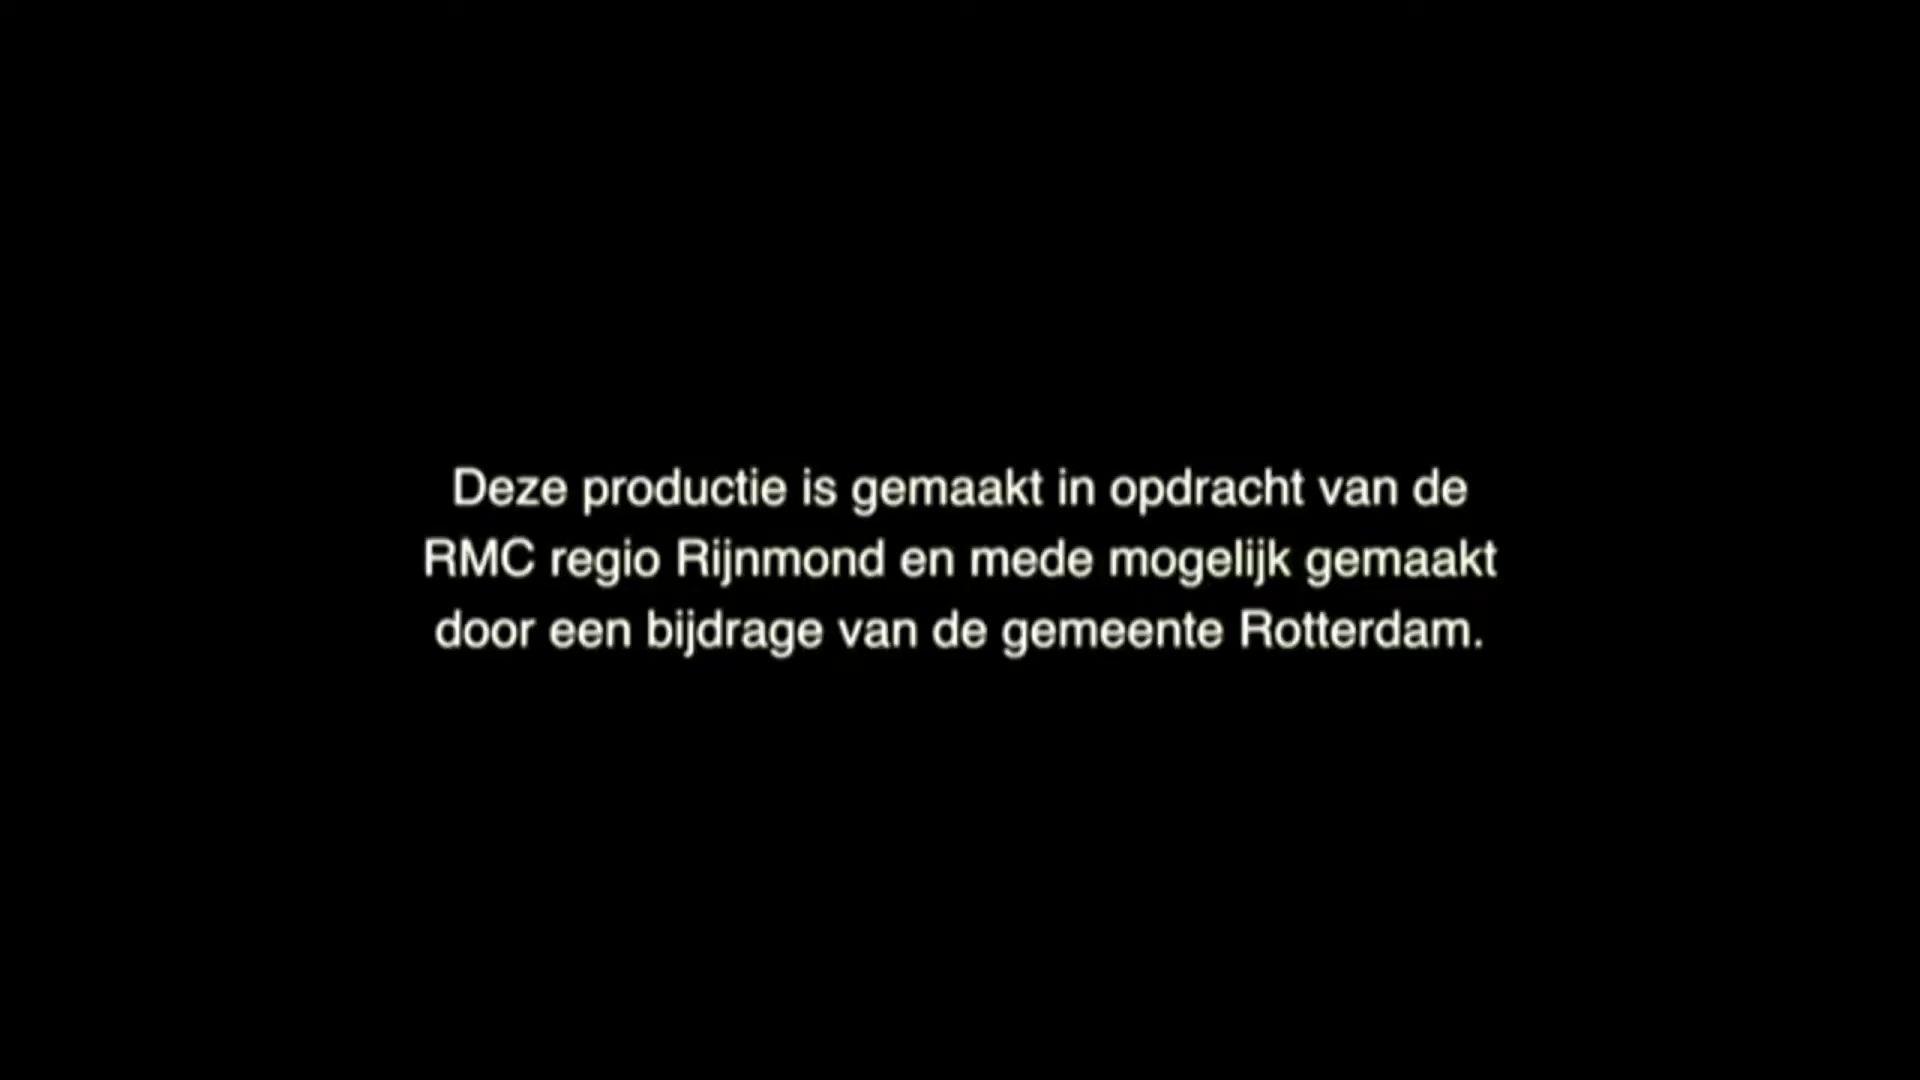 Deze productie is gemaakt in opdracht van de
RMC regio Rijnmond en mede mogelijk gemaakt
door een bijdrage van de gemeente Rotterdam.